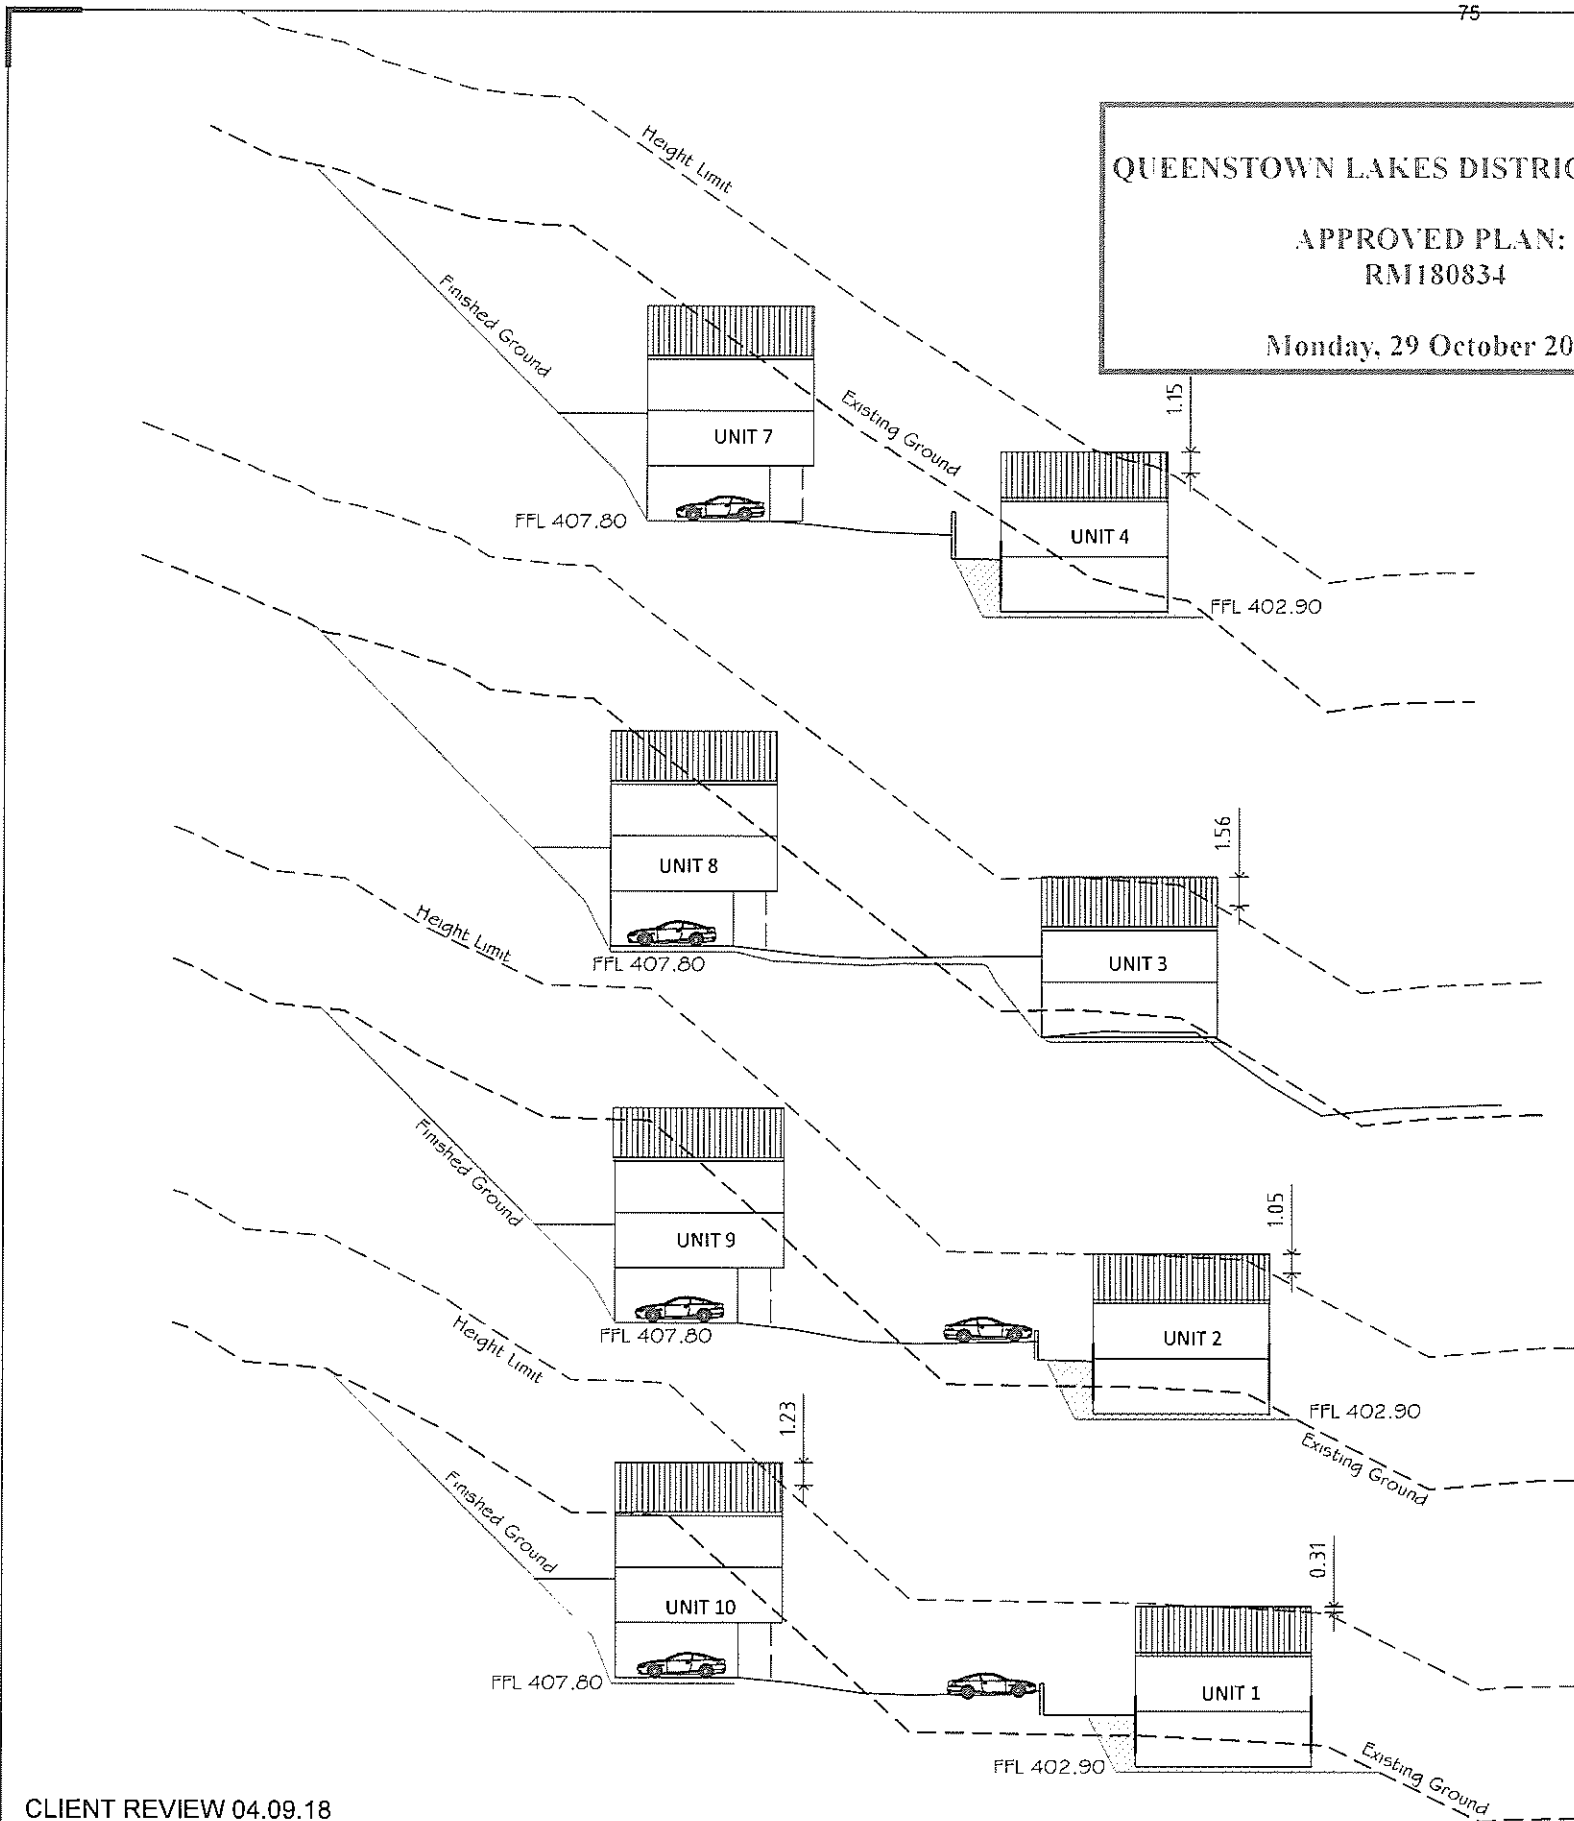 75
QUEENSTOWN LAKES DISTRIC
APPROVED PLAN:
RM180834
Monday, 29 October 20
Height Limit
Finished Ground
Existing Ground
1.15
UNIT 7
UNIT 4
FFL 407.80
FFL 402.90
1.56
UNIT 8
UNIT 3
FFL 407.80
Height Limit
Finished Ground
1.05
UNIT 9
UNIT 2
FFL 407.80
FFL 402.90
Existing Ground
Height Limit
1.23
Finished Ground
0.31
UNIT 10
UNIT 1
FFL 407.80
FFL 402.90
Existing Ground
CLIENT REVIEW 04.09.18